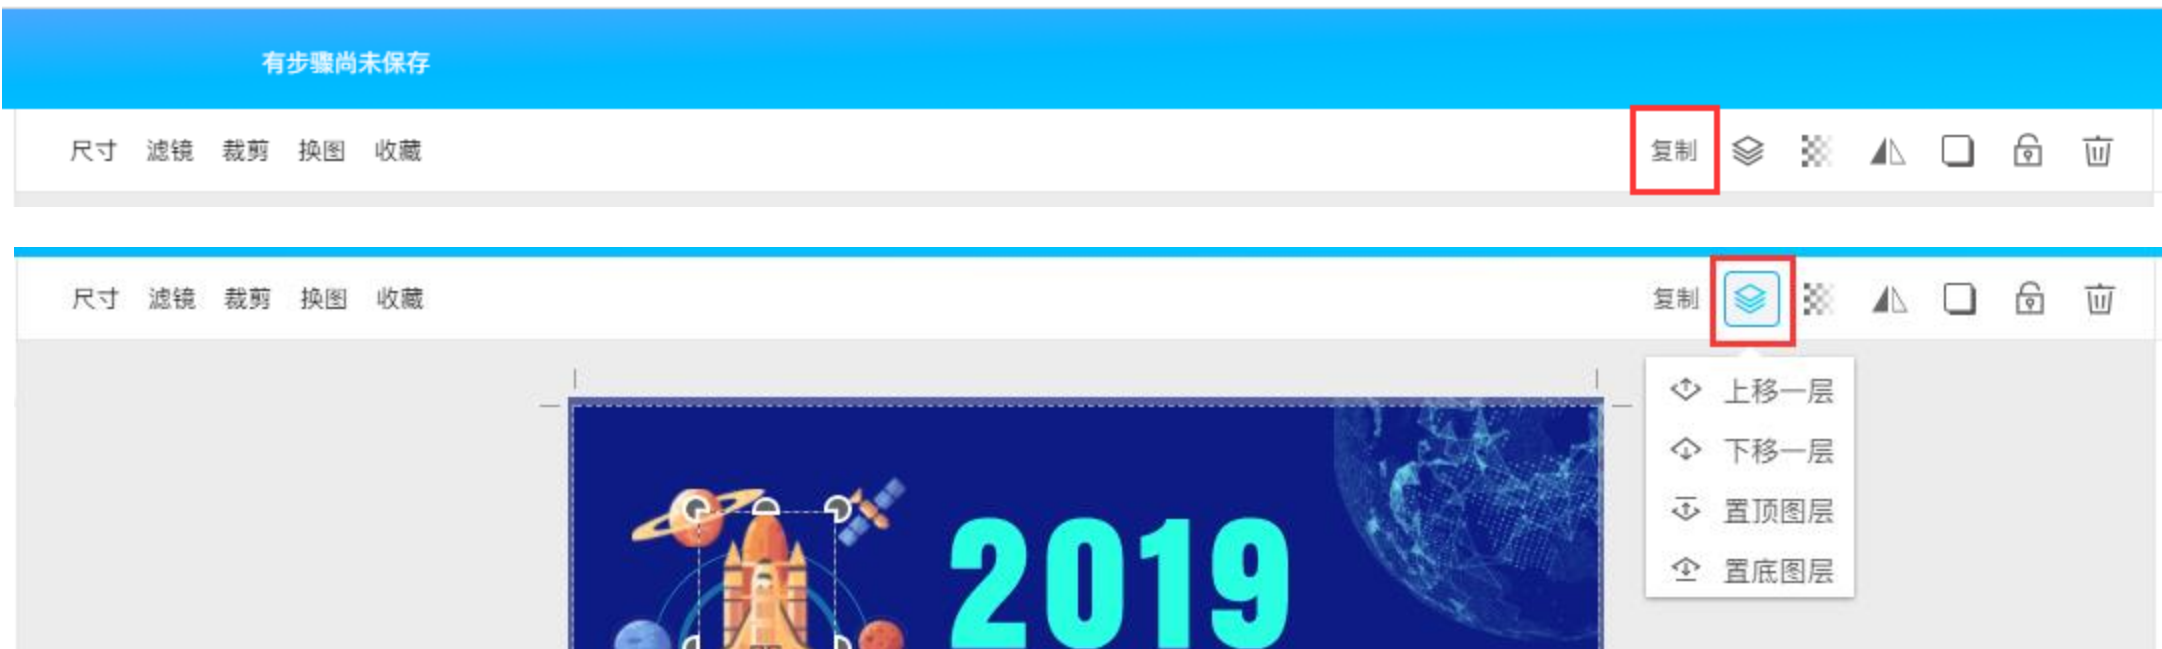 有步骤尚未保存
尺寸 滤镜 裁剪 换图 收藏 复制
尺寸 滤镜 裁剪 换图 收藏 复制
上移一层
下移一层
置顶图层
置底图层
2019